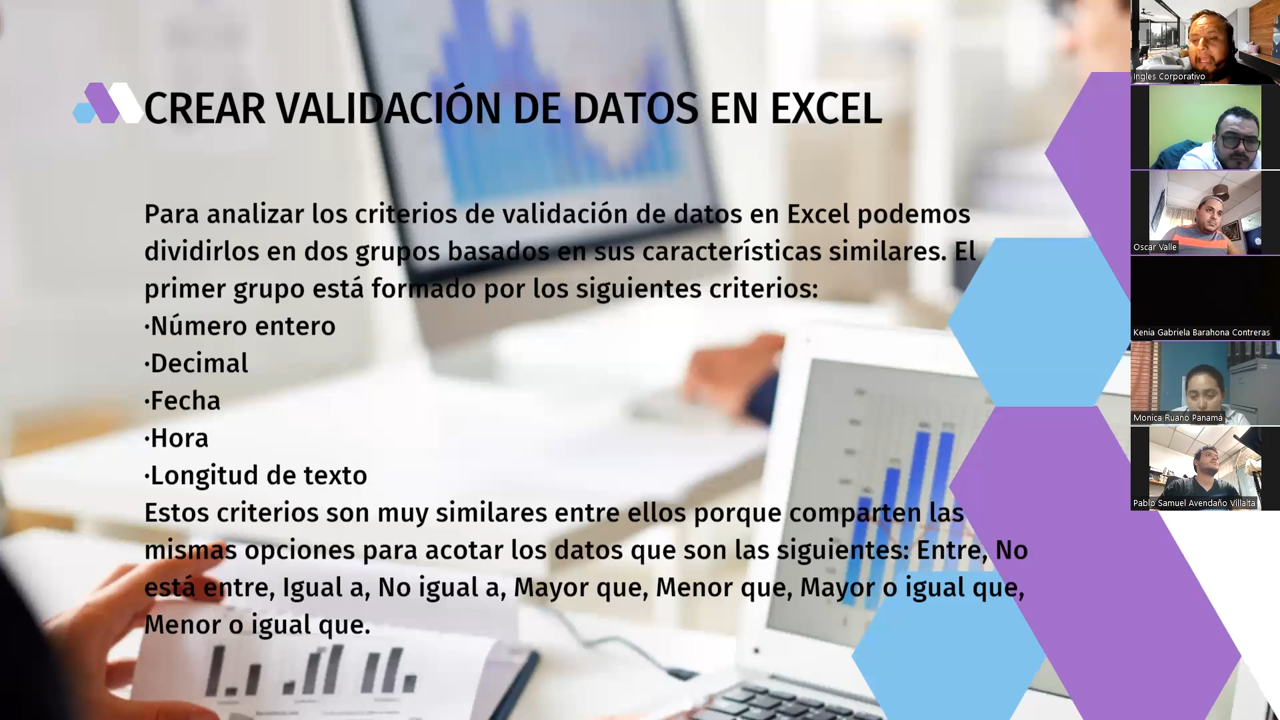 CREAR VALIDACIÓN DE DATOS EN EXCEL
Para analizar los criterios de validación de datos en Excel podemos
dividirlos en dos grupos basados en sus características similares. El
primer grupo está formado por los siguientes criterios:
·Número entero
·Decimal
·Fecha
·Hora
·Longitud de texto
Estos criterios son muy similares entre ellos porque comparten las
mismas opciones para acotar los datos que son las siguientes: Entre, No
está entre, Igual a, No igual a, Mayor que, Menor que, Mayor o igual que,
Menor o igual que.
Ingles Corporativo
Oscar Valle
Kenia Gabriela Barahona Contreras
Monica Ruano Panamá
Pablo Samuel Avendaño Villalta